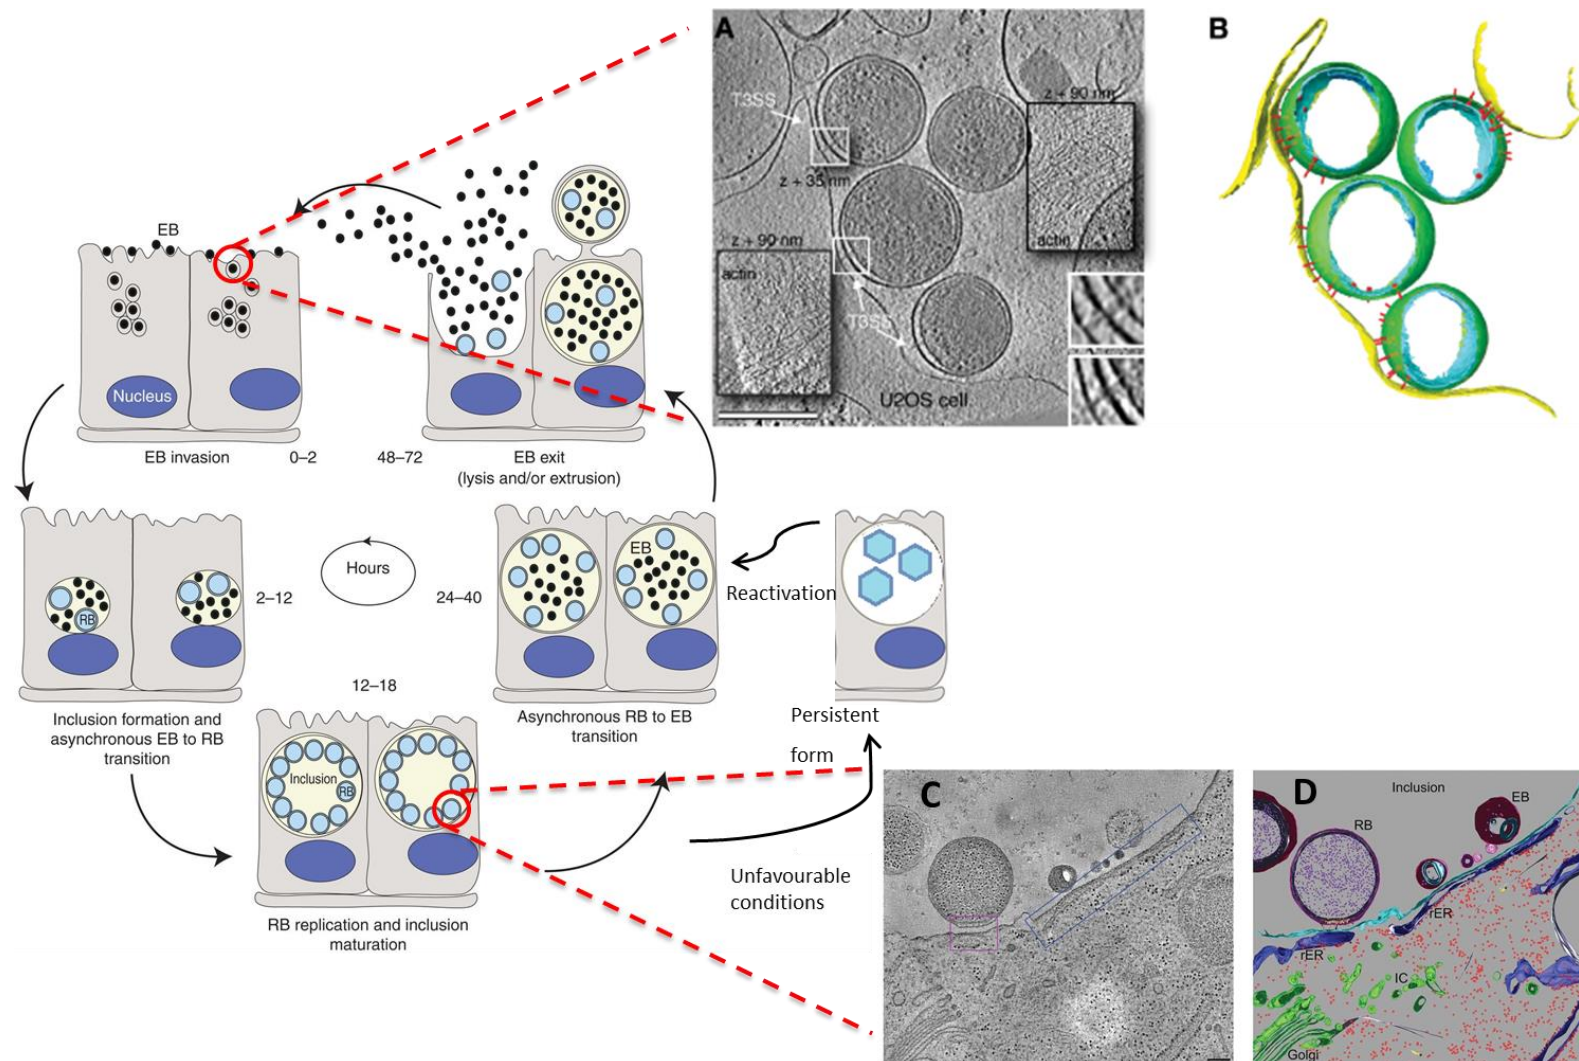 A
B
T3SS
z + 90 nm
z + 35 nm
actin
z + 90 nm
actin
T3SS
U2OS cell
EB
Nucleus
EB invasion
0–2
48–72
EB exit
(lysis and/or extrusion)
Hours
2–12
24–40
12–18
RB
EB
Reactivation
Inclusion formation and
asynchronous EB to RB
transition
Asynchronous RB to EB
transition
Persistent
form
Inclusion
RB
RB replication and inclusion
maturation
Unfavourable
conditions
C
D
Inclusion
EB
RB
rER
rER
IC
Golgi